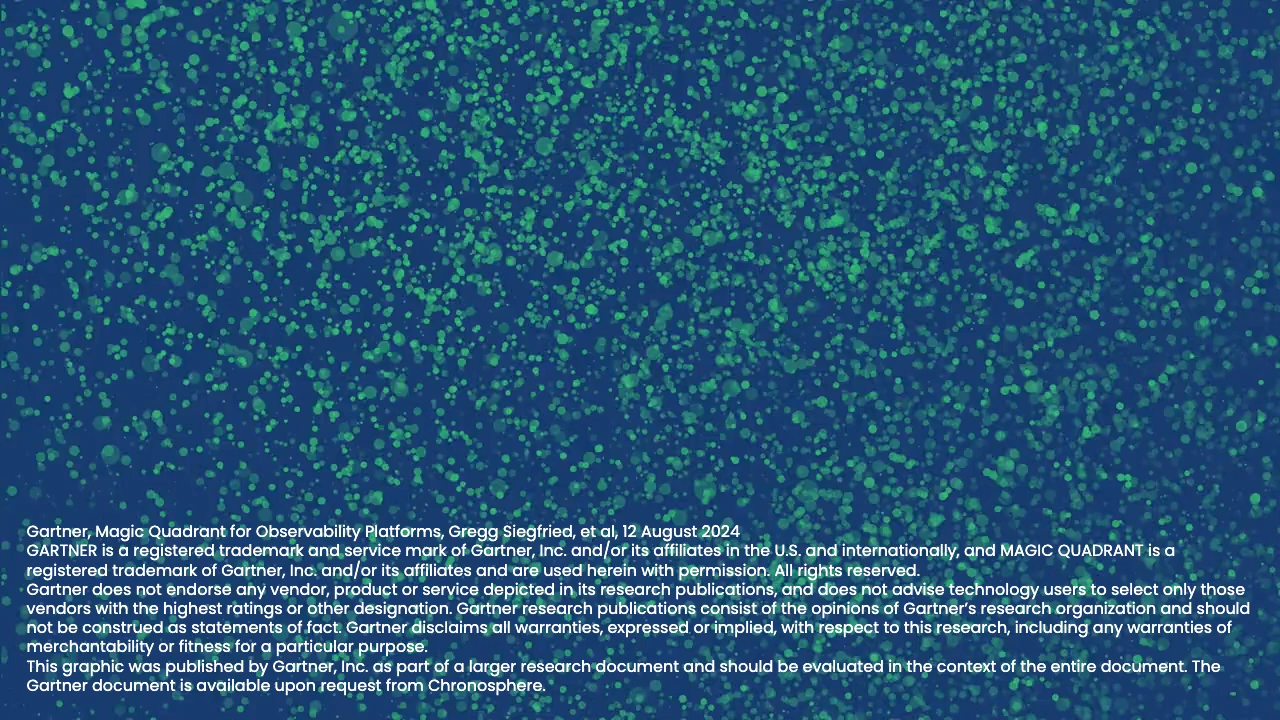 Gartner, Magic Quadrant for Observability Platforms, Gregg Siegfried, et al, 12 August 2024
GARTNER is a registered trademark and service mark of Gartner, Inc. and/or its affiliates in the U.S. and internationally, and MAGIC QUADRANT is a
registered trademark of Gartner, Inc. and/or its affiliates and are used herein with permission. All rights reserved.
Gartner does not endorse any vendor, product or service depicted in its research publications, and does not advise technology users to select only those
vendors with the highest ratings or other designation. Gartner research publications consist of the opinions of Gartner’s research organization and should
not be construed as statements of fact. Gartner disclaims all warranties, expressed or implied, with respect to this research, including any warranties of
merchantability or fitness for a particular purpose.
This graphic was published by Gartner, Inc. as part of a larger research document and should be evaluated in the context of the entire document. The
Gartner document is available upon request from Chronosphere.